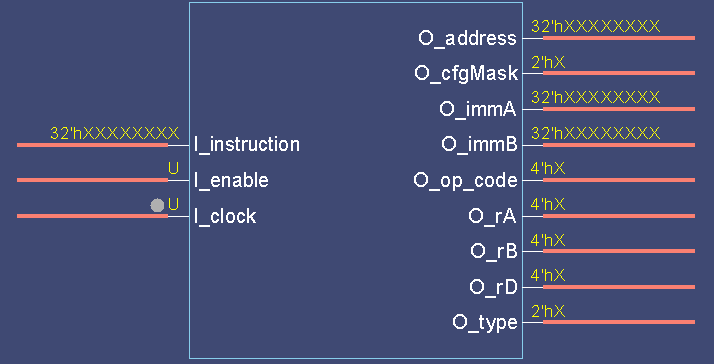 32'hXXXXXXXX
O_address
2'hX
O_cfgMask
32'hXXXXXXXX
O_immA
32'hXXXXXXXX
I_instruction
32'hXXXXXXXX
O_immB
U
I_enable
4'hX
O_op_code
U
I_clock
4'hX
O_rA
4'hX
O_rB
4'hX
O_rD
2'hX
O_type